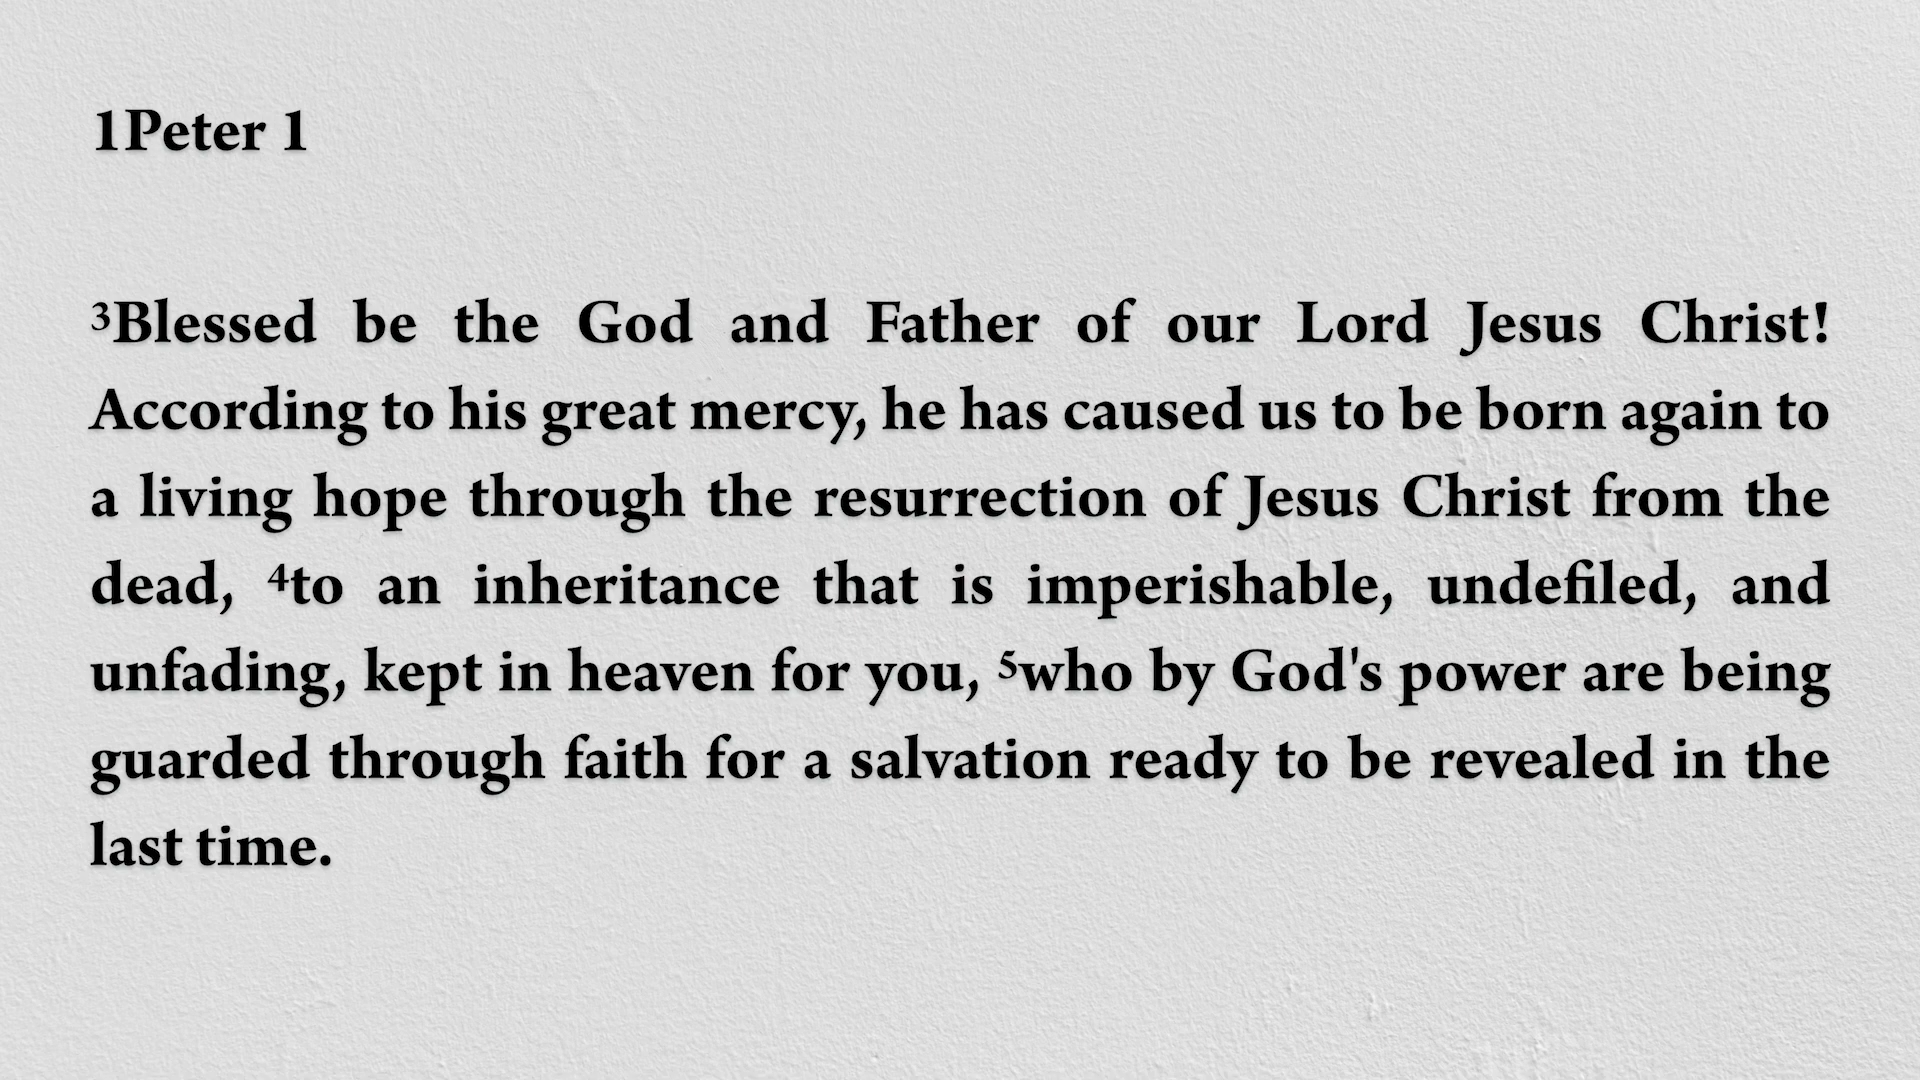 1Peter 1
³Blessed be the God and Father of our Lord Jesus Christ!
According to his great mercy, he has caused us to be born again to
a living hope through the resurrection of Jesus Christ from the
dead, ⁴to an inheritance that is imperishable, undefiled, and
unfading, kept in heaven for you, ⁵who by God's power are being
guarded through faith for a salvation ready to be revealed in the
last time.